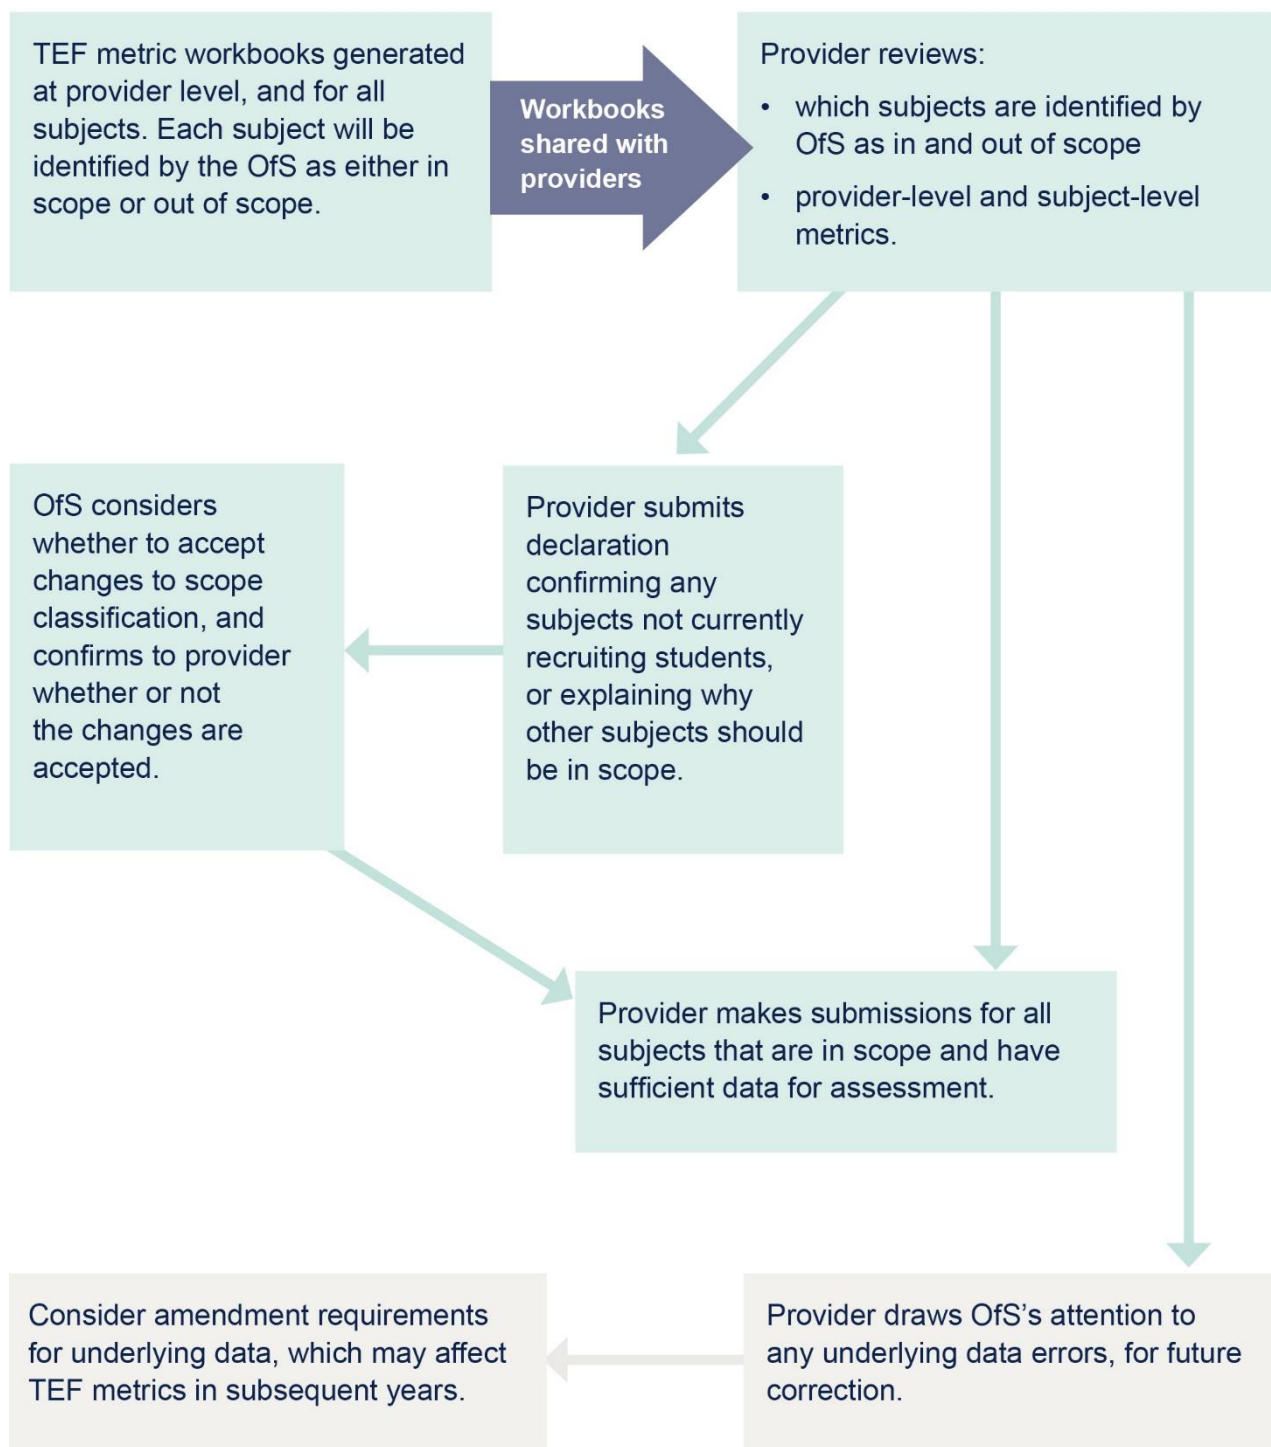 TEF metric workbooks generated
at provider level, and for all
subjects. Each subject will be
identified by the OfS as either in
scope or out of scope.
Workbooks
shared with
providers
Provider reviews:
• which subjects are identified by
OfS as in and out of scope
• provider-level and subject-level
metrics.
OfS considers
whether to accept
changes to scope
classification, and
confirms to provider
whether or not
the changes are
accepted.
Provider submits
declaration
confirming any
subjects not currently
recruiting students,
or explaining why
other subjects should
be in scope.
Provider makes submissions for all
subjects that are in scope and have
sufficient data for assessment.
Consider amendment requirements
for underlying data, which may affect
TEF metrics in subsequent years.
Provider draws OfS’s attention to
any underlying data errors, for future
correction.